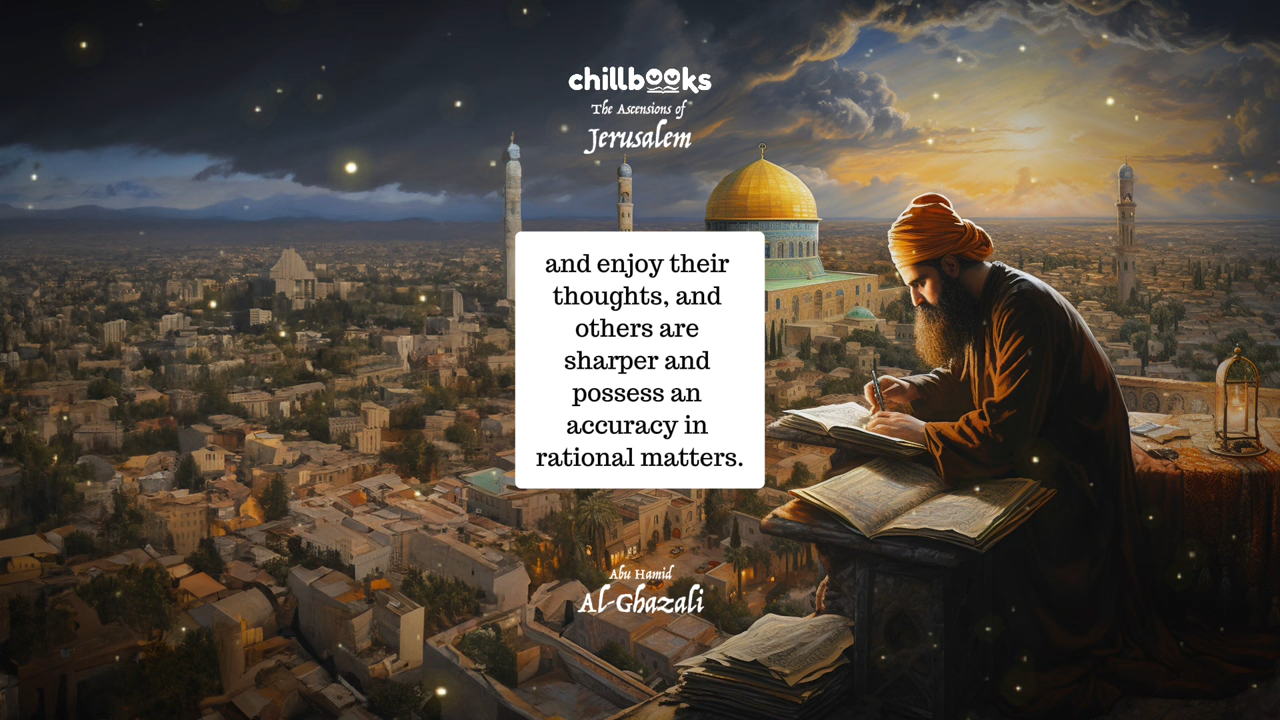 chillbooks
The Ascensions of
Jerusalem
and enjoy their
thoughts, and
others are
sharper and
possess an
accuracy in
rational matters.
Abu Hamid
Al-Ghazali